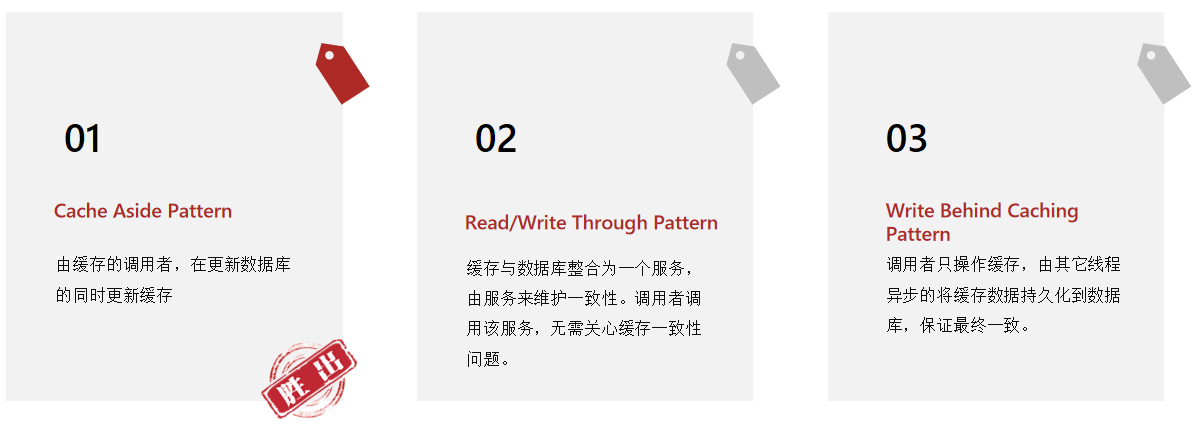 01
Cache Aside Pattern
由缓存的调用者，在更新数据库
的同时更新缓存
胜出
02
Read/Write Through Pattern
缓存与数据库整合为一个服务，
由服务来维护一致性。调用者调
用该服务，无需关心缓存一致性
问题。
03
Write Behind Caching
Pattern
调用者只操作缓存，由其它线程
异步的将缓存数据持久化到数据
库，保证最终一致。